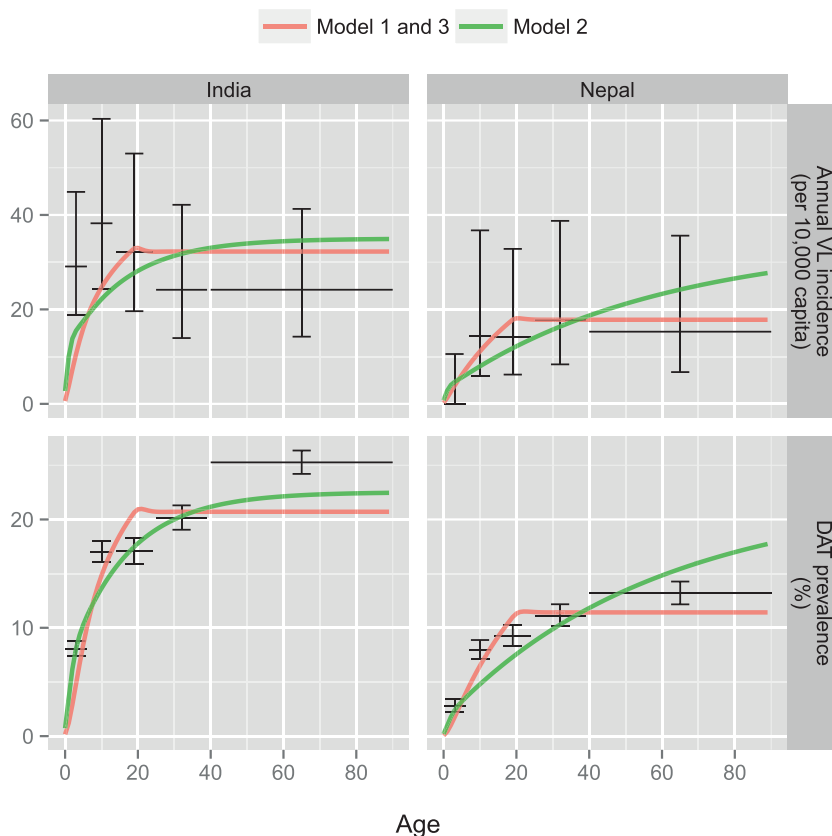 Model 1 and 3 Model 2
India Nepal
60
40
20
0
Annual VL incidence
(per 10,000 capita)
20
10
0
DAT prevalence
(%)
0 20 40 60 80 0 20 40 60 80
Age